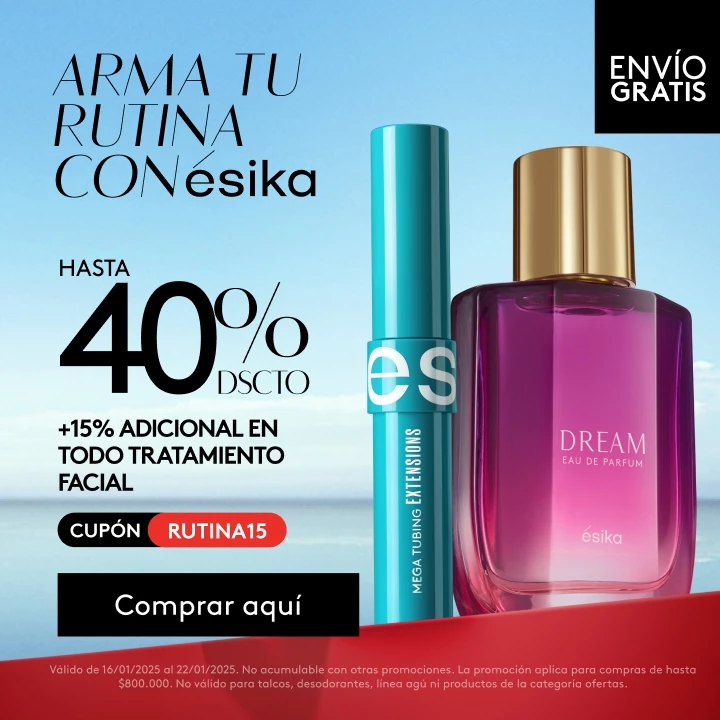 ARMA TU
RUTINA
CON ésika
ENVÍO
GRATIS
HASTA
40%
DSCTO
+15% ADICIONAL EN
TODO TRATAMIENTO
FACIAL
CUPÓN RUTINA15
Comprar aquí
es
MEGA TUBING EXTENSIONS
DREAM
EAU DE PARFUM
ésika
Válido de 16/01/2025 al 22/01/2025. No acumulable con otras promociones. La promoción aplica para compras de hasta
$800.000. No válido para talcos, desodorantes, línea agú ni productos de la categoría ofertas.